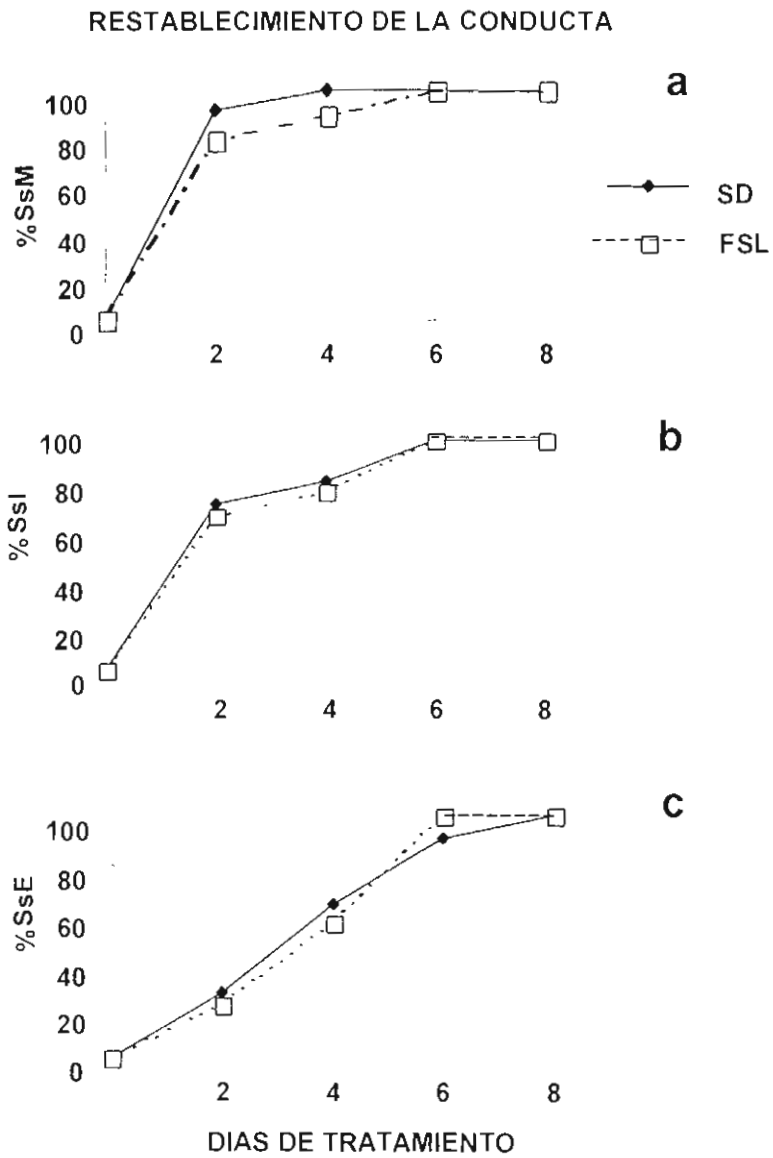 RESTABLECIMIENTO DE LA CONDUCTA
a
100
80
60
40
20
0
%SsM
2 4 6 8
SD
FSL
b
100
80
60
40
20
0
%SsI
2 4 6 8
c
100
80
60
40
20
0
%SsE
2 4 6 8
DIAS DE TRATAMIENTO